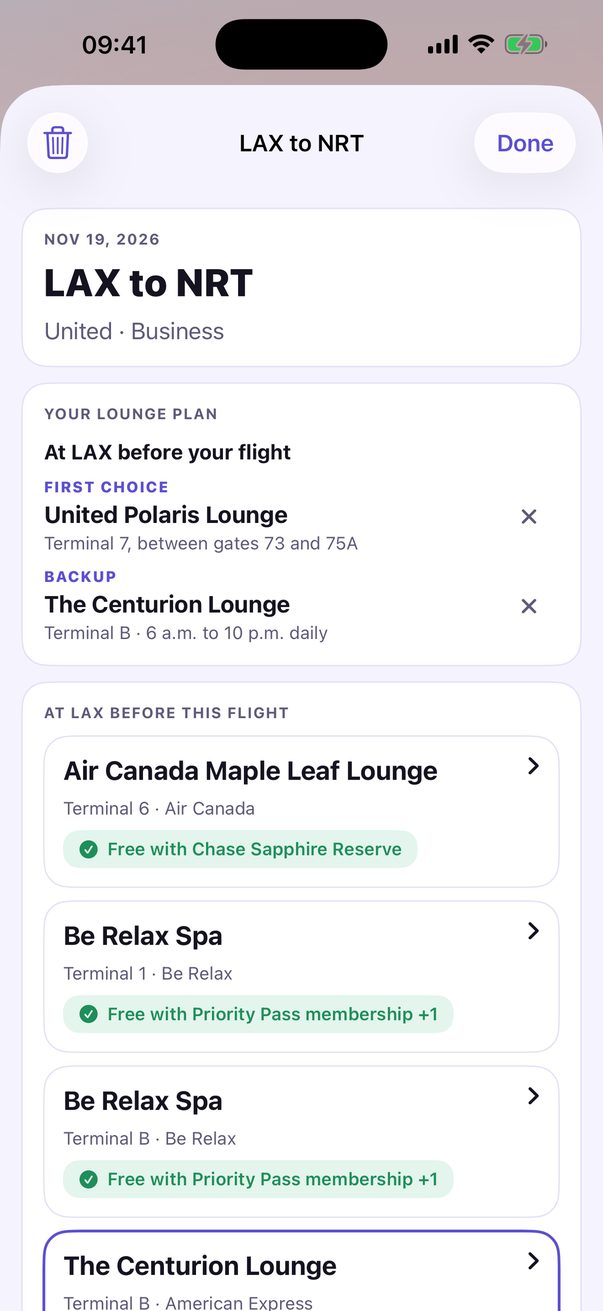 09:41
LAX to NRT
Done
NOV 19, 2026
LAX to NRT
United · Business
YOUR LOUNGE PLAN
At LAX before your flight
FIRST CHOICE
United Polaris Lounge
Terminal 7, between gates 73 and 75A
BACKUP
The Centurion Lounge
Terminal B · 6 a.m. to 10 p.m. daily
AT LAX BEFORE THIS FLIGHT
Air Canada Maple Leaf Lounge
Terminal 6 · Air Canada
Free with Chase Sapphire Reserve
Be Relax Spa
Terminal 1 · Be Relax
Free with Priority Pass membership +1
Be Relax Spa
Terminal B · Be Relax
Free with Priority Pass membership +1
The Centurion Lounge
Terminal B · American Express